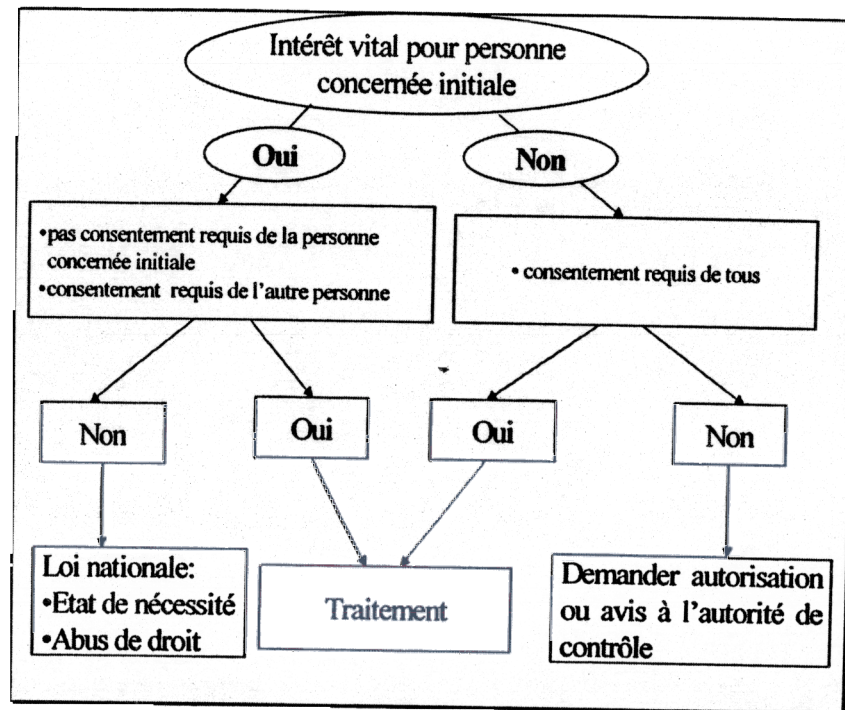 Intérêt vital pour personne
concernée initiale
Oui
Non
•pas consentement requis de la personne
concernée initiale
•consentement requis de l'autre personne
• consentement requis de tous
Non
Oui
Oui
Non
Loi nationale:
•Etat de nécessité
•Abus de droit
Traitement
Demander autorisation
ou avis à l'autorité de
contrôle